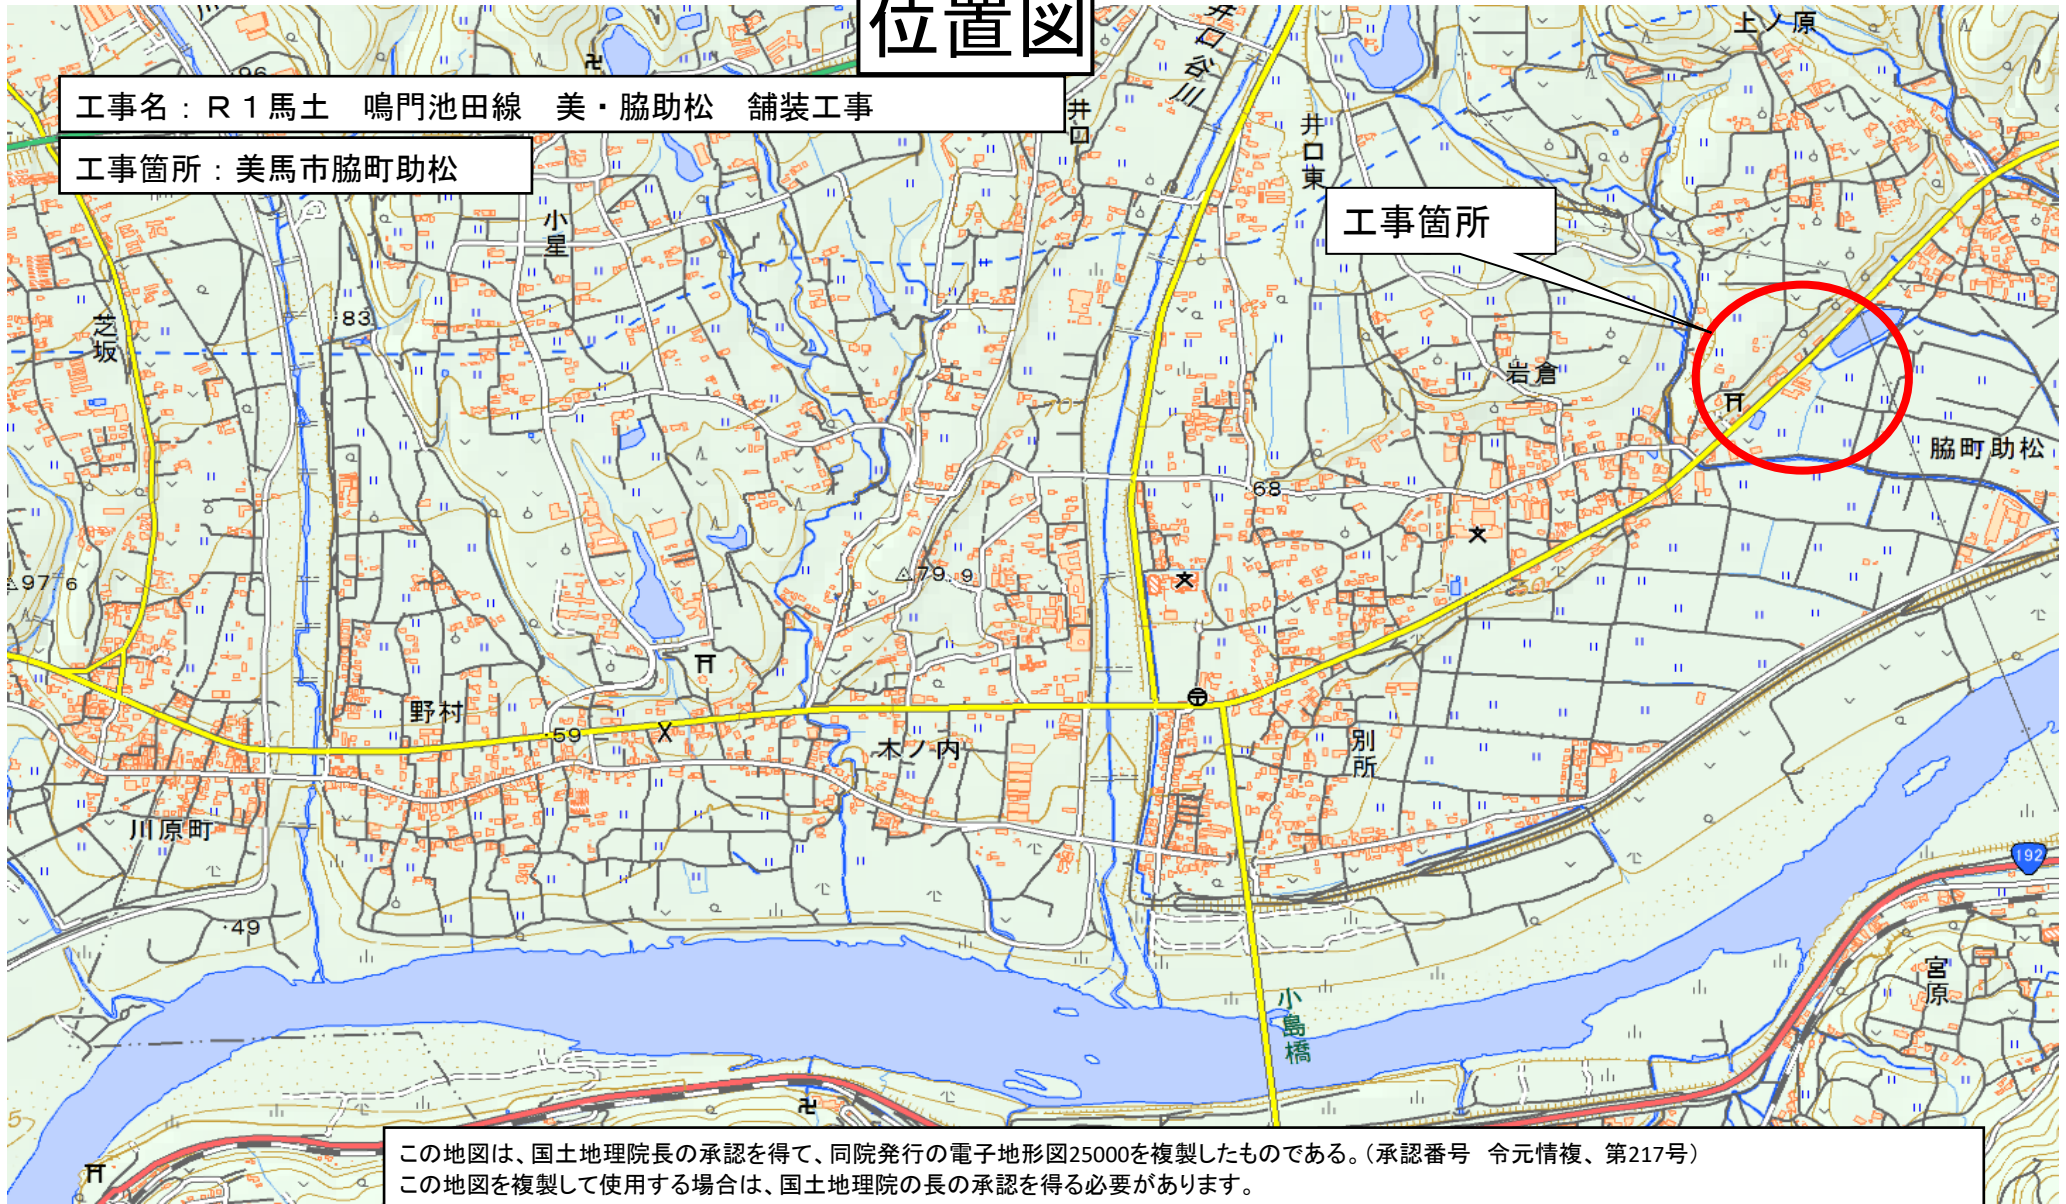 位置図
工事名：Ｒ１馬土　鳴門池田線　美・脇助松　舗装工事
工事箇所：美馬市脇町助松
工事箇所
上ノ原
井口谷川
井口
井口東
96
小星
83
芝坂
岩倉
脇町助松
70
68
97.6
79.9
50
野村
59
木ノ内
別所
川原町
49
192
宮原
小島橋
この地図は、国土地理院長の承認を得て、同院発行の電子地形図25000を複製したものである。（承認番号　令元情複、第217号）
この地図を複製して使用する場合は、国土地理院の長の承認を得る必要があります。